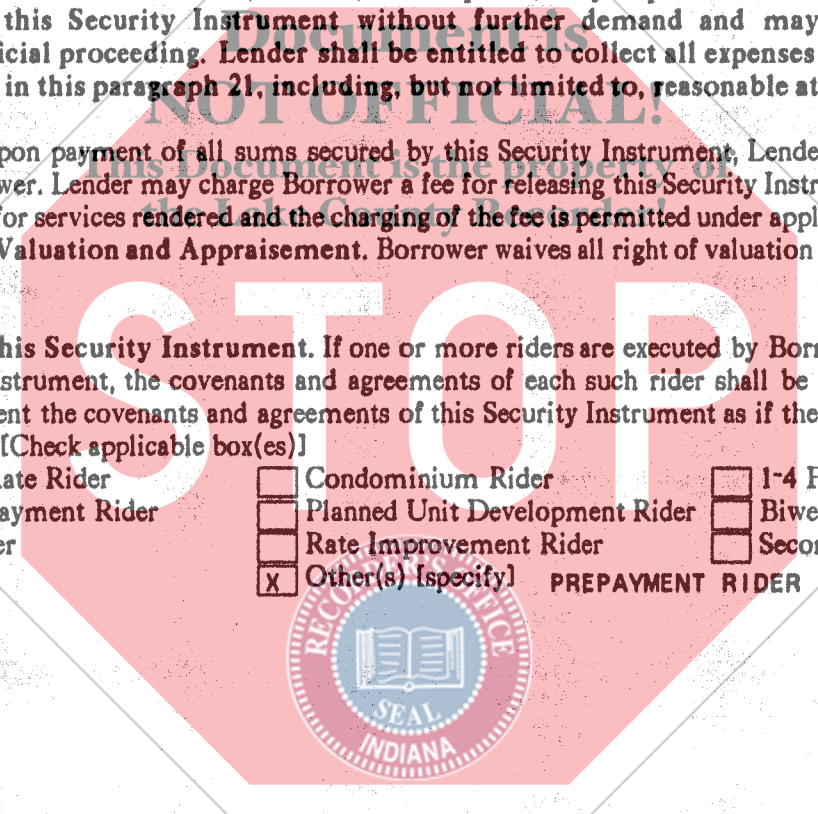 this Security Instrument without further demand and may
icial proceeding. Lender shall be entitled to collect all expenses
in this paragraph 21, including, but not limited to, reasonable at
Document is
NOT OFFICIAL!
This Document is the property of
the Lake County Recorder!
pon payment of all sums secured by this Security Instrument, Lende
wer. Lender may charge Borrower a fee for releasing this Security Instr
for services rendered and the charging of the fee is permitted under appl
Valuation and Appraisement. Borrower waives all right of valuation
STOP
his Security Instrument. If one or more riders are executed by Borr
strument, the covenants and agreements of each such rider shall be
ent the covenants and agreements of this Security Instrument as if the
[Check applicable box(es)]
ate Rider Condominium Rider 1-4 F
ayment Rider Planned Unit Development Rider Biwe
er Rate Improvement Rider Secon
X Other(s) [specify] PREPAYMENT RIDER
RECORDER'S OFFICE
SEAL
INDIANA